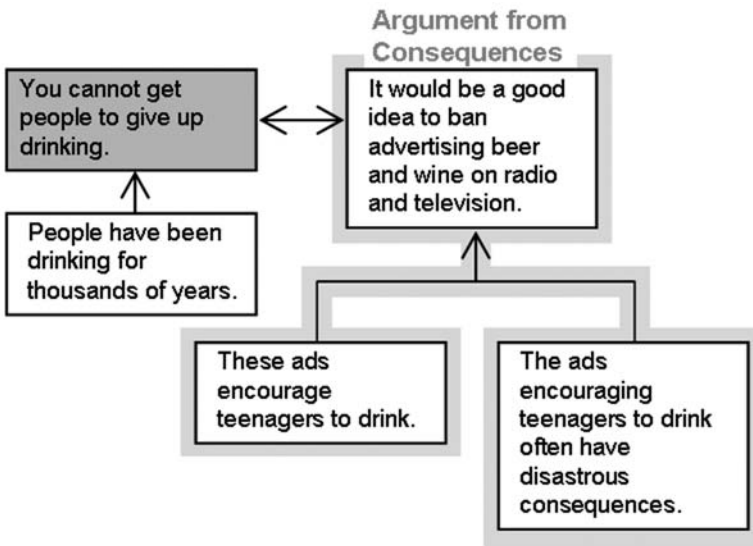 Argument from
Consequences
You cannot get
people to give up
drinking.
It would be a good
idea to ban
advertising beer
and wine on radio
and television.
People have been
drinking for
thousands of years.
These ads
encourage
teenagers to drink.
The ads
encouraging
teenagers to drink
often have
disastrous
consequences.